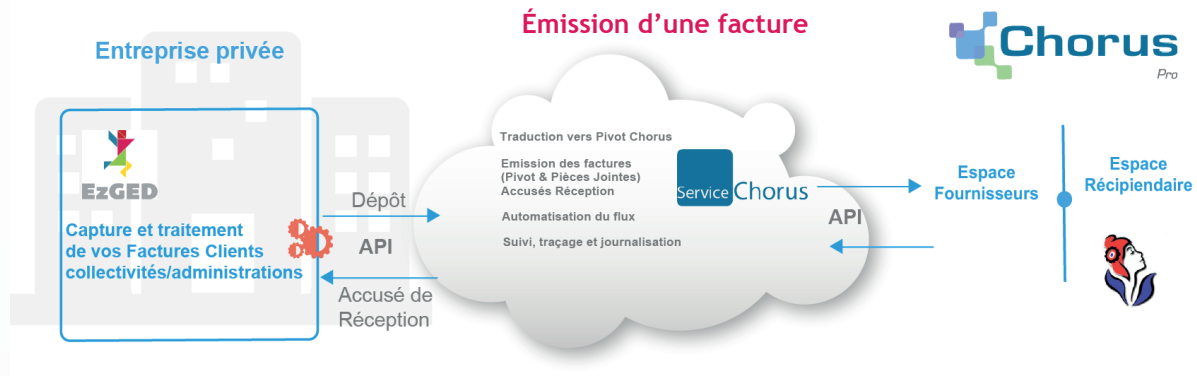 Émission d’une facture
Entreprise privée
Chorus
Pro
EzGED
Capture et traitement
de vos Factures Clients
collectivités/administrations
Dépôt
API
Accusé de
Réception
Traduction vers Pivot Chorus
Emission des factures
(Pivot & Pièces Jointes)
Accusés Réception
Automatisation du flux
Suivi, traçage et journalisation
Service Chorus
API
Espace
Fournisseurs
Espace
Récipiendaire